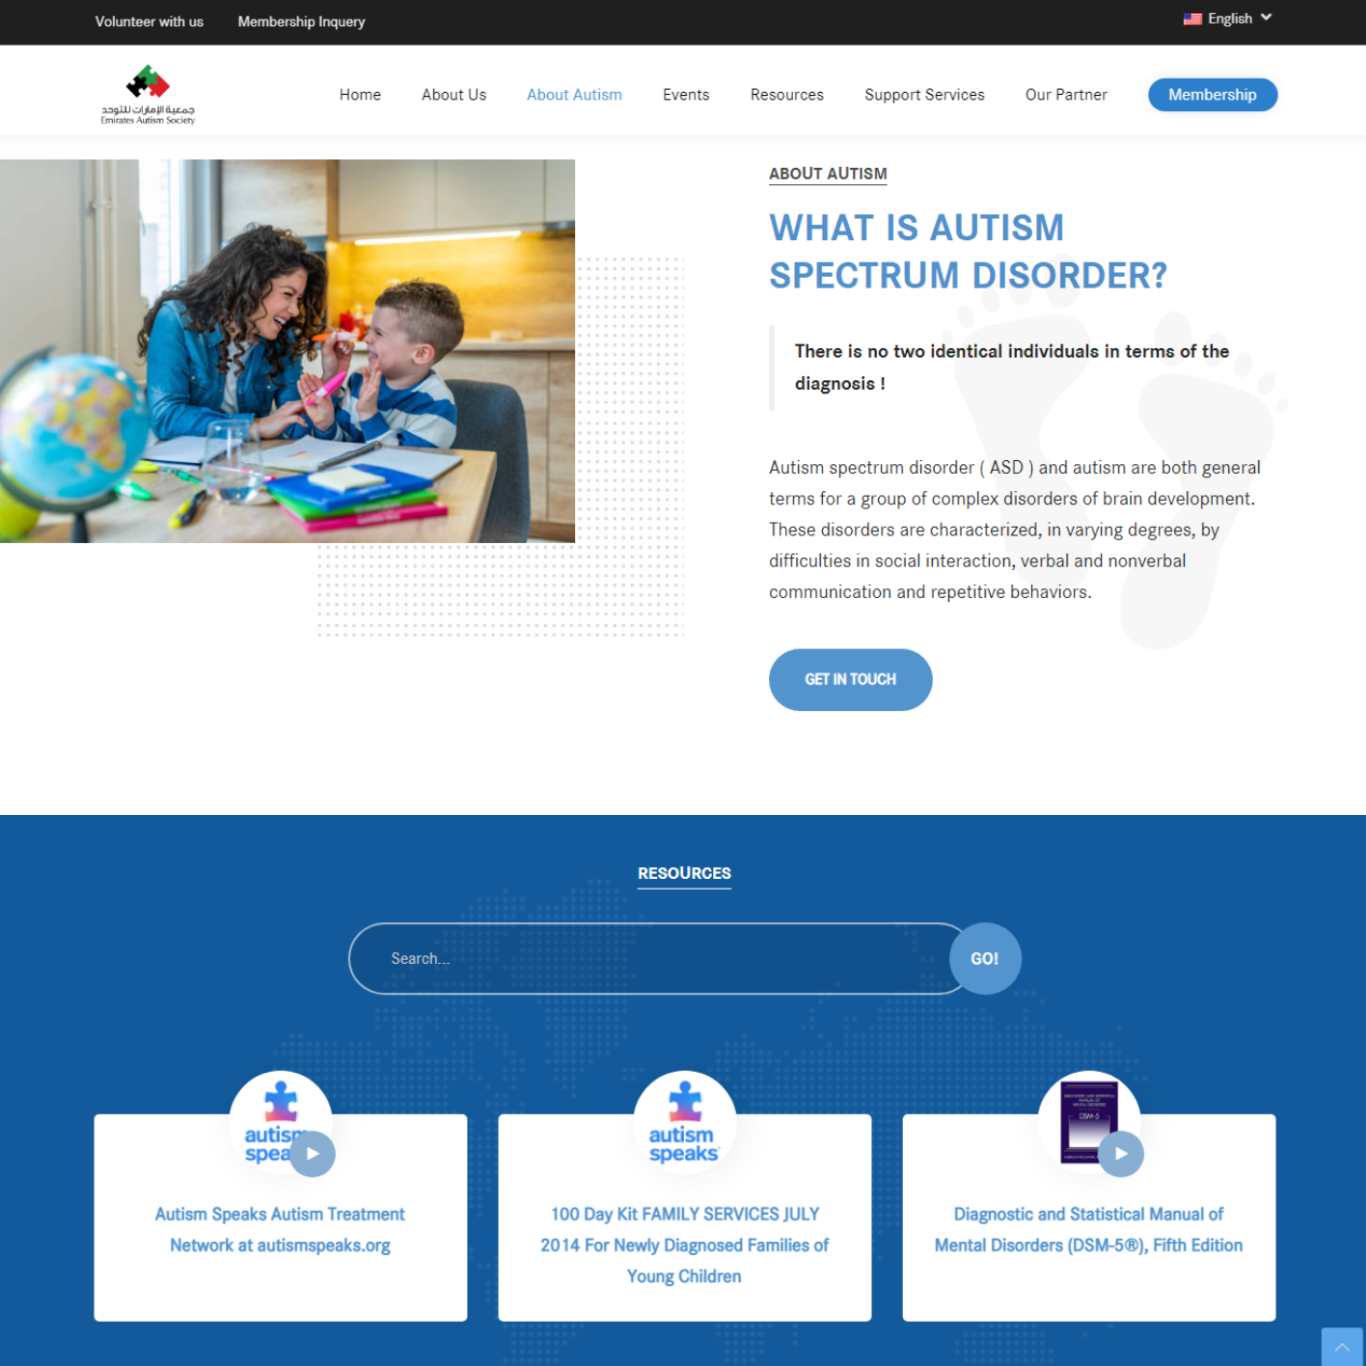 Volunteer with us
Membership Inquery
English
جمعية الإمارات للتوحد
Emirates Autism Society
Home
About Us
About Autism
Events
Resources
Support Services
Our Partner
Membership
ABOUT AUTISM
WHAT IS AUTISM
SPECTRUM DISORDER?
There is no two identical individuals in terms of the
diagnosis !
Autism spectrum disorder ( ASD ) and autism are both general
terms for a group of complex disorders of brain development.
These disorders are characterized, in varying degrees, by
difficulties in social interaction, verbal and nonverbal
communication and repetitive behaviors.
GET IN TOUCH
RESOURCES
Search...
GO!
autism
speaks
DSM-5
Autism Speaks Autism Treatment
Network at autismspeaks.org
100 Day Kit FAMILY SERVICES JULY
2014 For Newly Diagnosed Families of
Young Children
Diagnostic and Statistical Manual of
Mental Disorders (DSM-5®), Fifth Edition